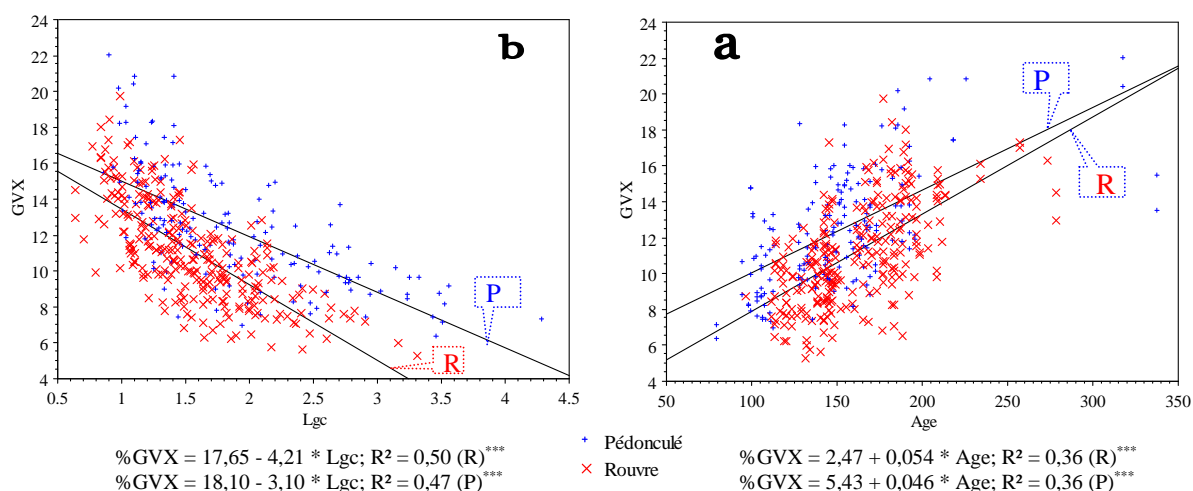 b
a
GVX
24
22
20
18
16
14
12
10
8
6
4
P
R
0.5 1 1.5 2 2.5 3 3.5 4 4.5
Lgc
GVX
24
22
20
18
16
14
12
10
8
6
4
P
R
50 100 150 200 250 300 350
Age
%GVX = 17,65 - 4,21 * Lgc; R² = 0,50 (R)***
%GVX = 18,10 - 3,10 * Lgc; R² = 0,47 (P)***
+ Pédonculé
× Rouvre
%GVX = 2,47 + 0,054 * Age; R² = 0,36 (R)***
%GVX = 5,43 + 0,046 * Age; R² = 0,36 (P)***